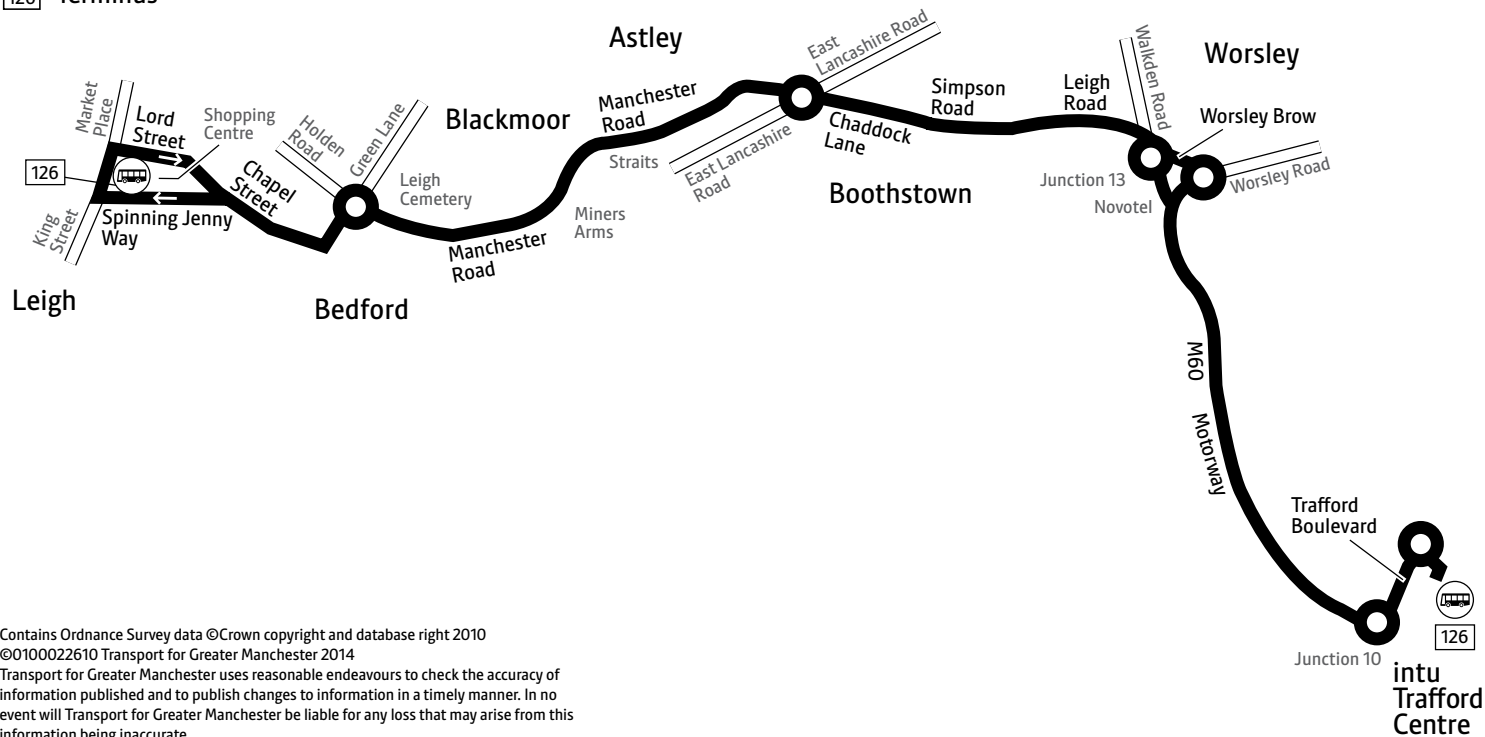 126 Terminus
Astley
East
Lancashire Road
Walkden Road
Worsley
Market
Place
Lord
Street
Shopping
Centre
Holden
Road
Green Lane
Blackmoor
Manchester
Road
Simpson
Road
Leigh
Road
Worsley Brow
Chaddock
Lane
126
Chapel
Street
Leigh
Cemetery
Straits
East Lancashire
Road
Boothstown
Junction 13
Novotel
Worsley Road
King
Street
Spinning Jenny
Way
Miners
Arms
Manchester
Road
Leigh
Bedford
M60
Motorway
Trafford
Boulevard
126
Junction 10
intu
Trafford
Centre
Contains Ordnance Survey data ©Crown copyright and database right 2010
©0100022610 Transport for Greater Manchester 2014
Transport for Greater Manchester uses reasonable endeavours to check the accuracy of
information published and to publish changes to information in a timely manner. In no
event will Transport for Greater Manchester be liable for any loss that may arise from this
information being inaccurate